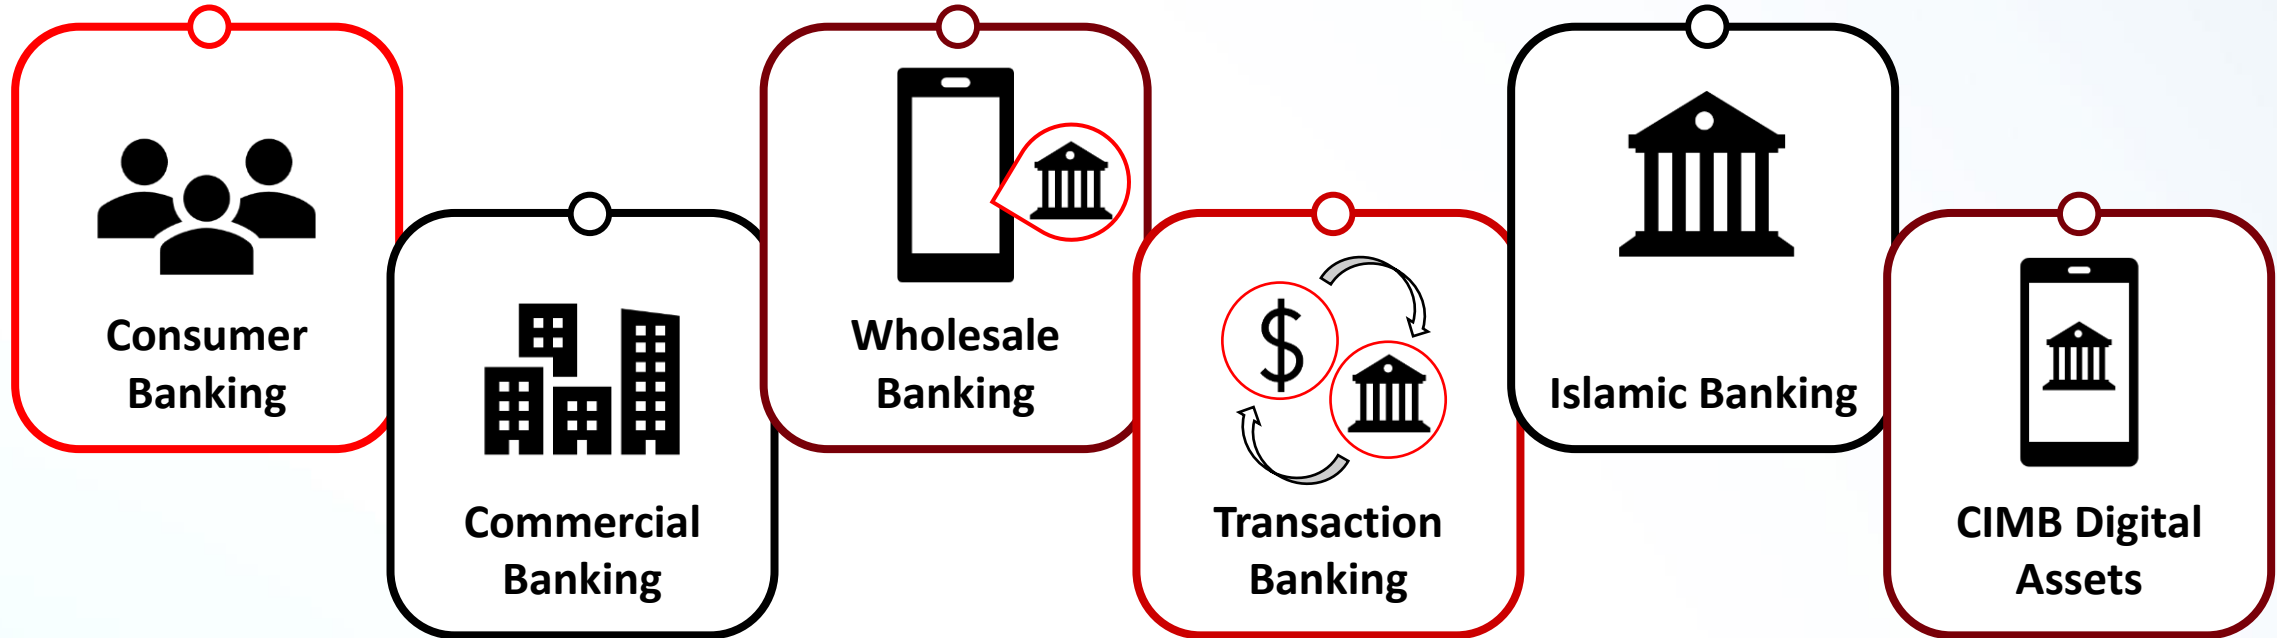 Consumer
Banking
Commercial
Banking
Wholesale
Banking
$
Transaction
Banking
Islamic Banking
CIMB Digital
Assets